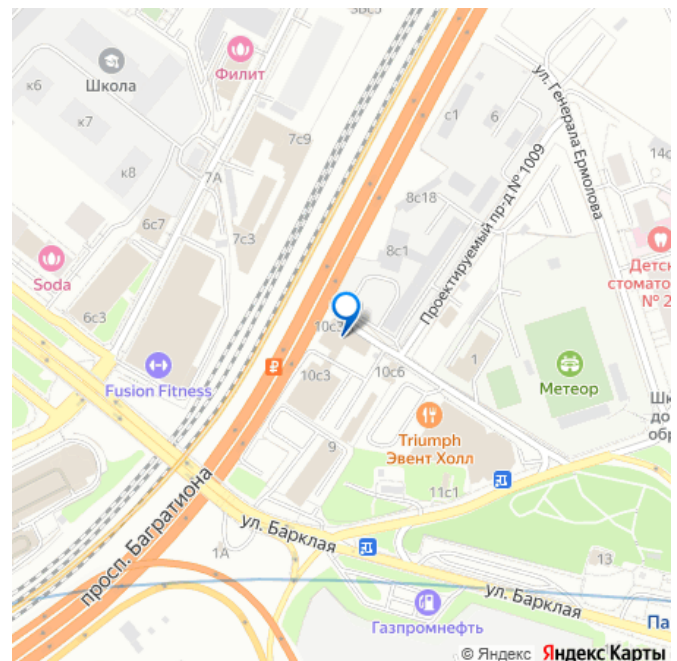 3вс5
Филит
Школа
к6
к7
к8
7с9
7А
6с7
7с3
Soda
6с3
Fusion Fitness
с1
6
8с18
8с1
ул. Генерала Ермолова
Проектируемый пр-д № 1009
14с
Детск
стомато
№ 2
10с3
10с3
10с6
1
Метеор
Triumph
Эвент Холл
Шк
до
обр
9
11с1
просп. Багратиона
1А
ул. Барклая
ул. Барклая
13
Па
Газпромнефть
© Яндекс Яндекс Карты